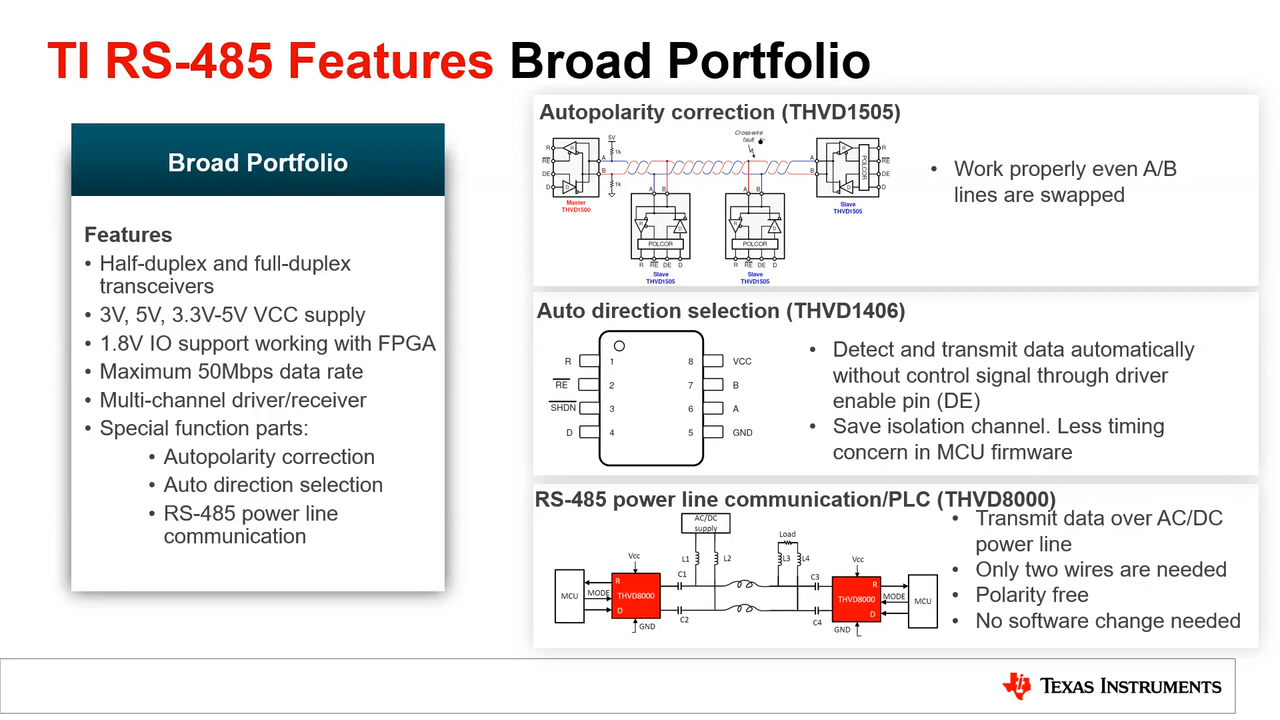 TI RS-485 Features Broad Portfolio
Broad Portfolio
Features
• Half-duplex and full-duplex
transceivers
• 3V, 5V, 3.3V-5V VCC supply
• 1.8V IO support working with FPGA
• Maximum 50Mbps data rate
• Multi-channel driver/receiver
• Special function parts:
• Autopolarity correction
• Auto direction selection
• RS-485 power line
communication
Autopolarity correction (THVD1505)
R
RE
DE
D
R
D
5V
1k
1k
A
B
Master
THVD1500
Cross-wire
fault
A
B
R
D
POLCOR
R
RE
DE
D
Slave
THVD1505
A B
R
D
POLCOR
R RE DE D
Slave
THVD1505
A B
R
D
POLCOR
R RE DE D
Slave
THVD1505
• Work properly even A/B
lines are swapped
Auto direction selection (THVD1406)
R 1 8 VCC
RE 2 7 B
SHDN 3 6 A
D 4 5 GND
• Detect and transmit data automatically
without control signal through driver
enable pin (DE)
• Save isolation channel. Less timing
concern in MCU firmware
RS-485 power line communication/PLC (THVD8000)
AC/DC
supply
Load
L1 L2 L3 L4
Vcc
Vcc
C1
C3
MCU
MODE
R
THVD8000
D
GND
C2
C4
R
THVD8000
D
GND
MODE
MCU
• Transmit data over AC/DC
power line
• Only two wires are needed
• Polarity free
• No software change needed
TEXAS INSTRUMENTS